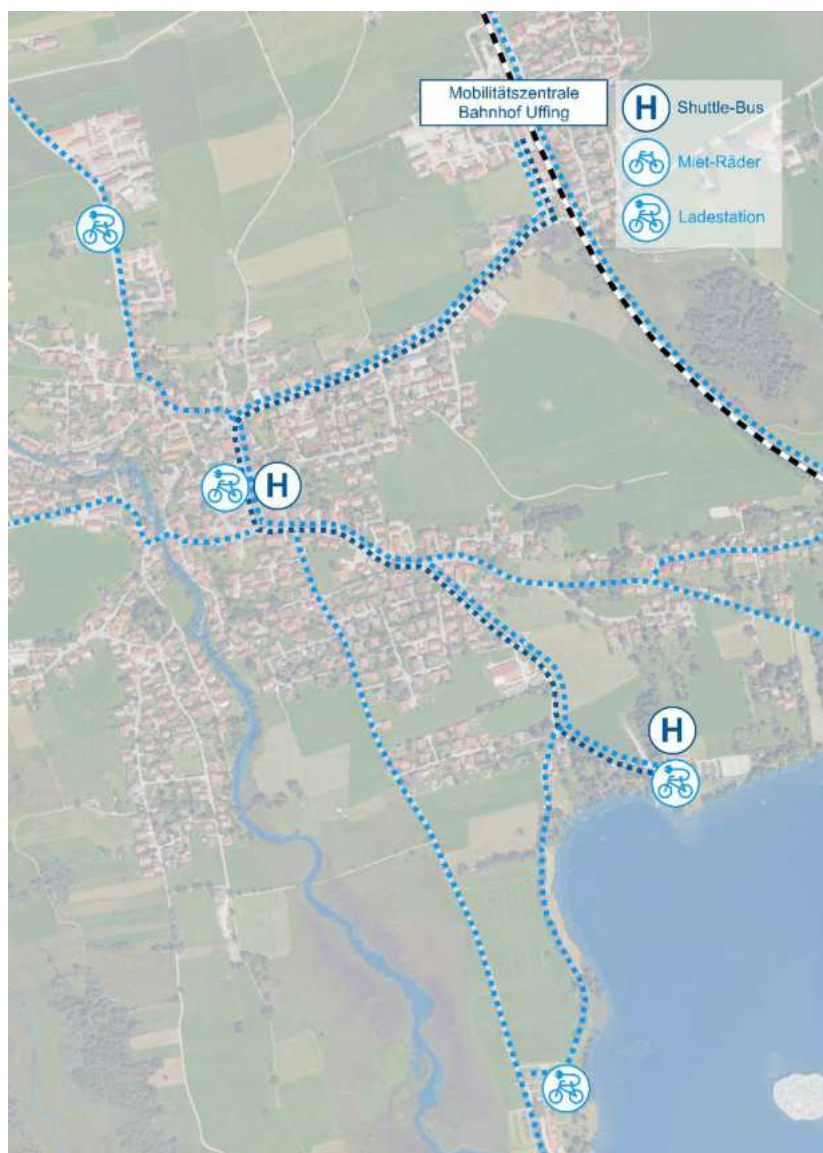 Mobilitätszentrale
Bahnhof Uffing
H Shuttle-Bus
Miet-Räder
Ladestation
H
H